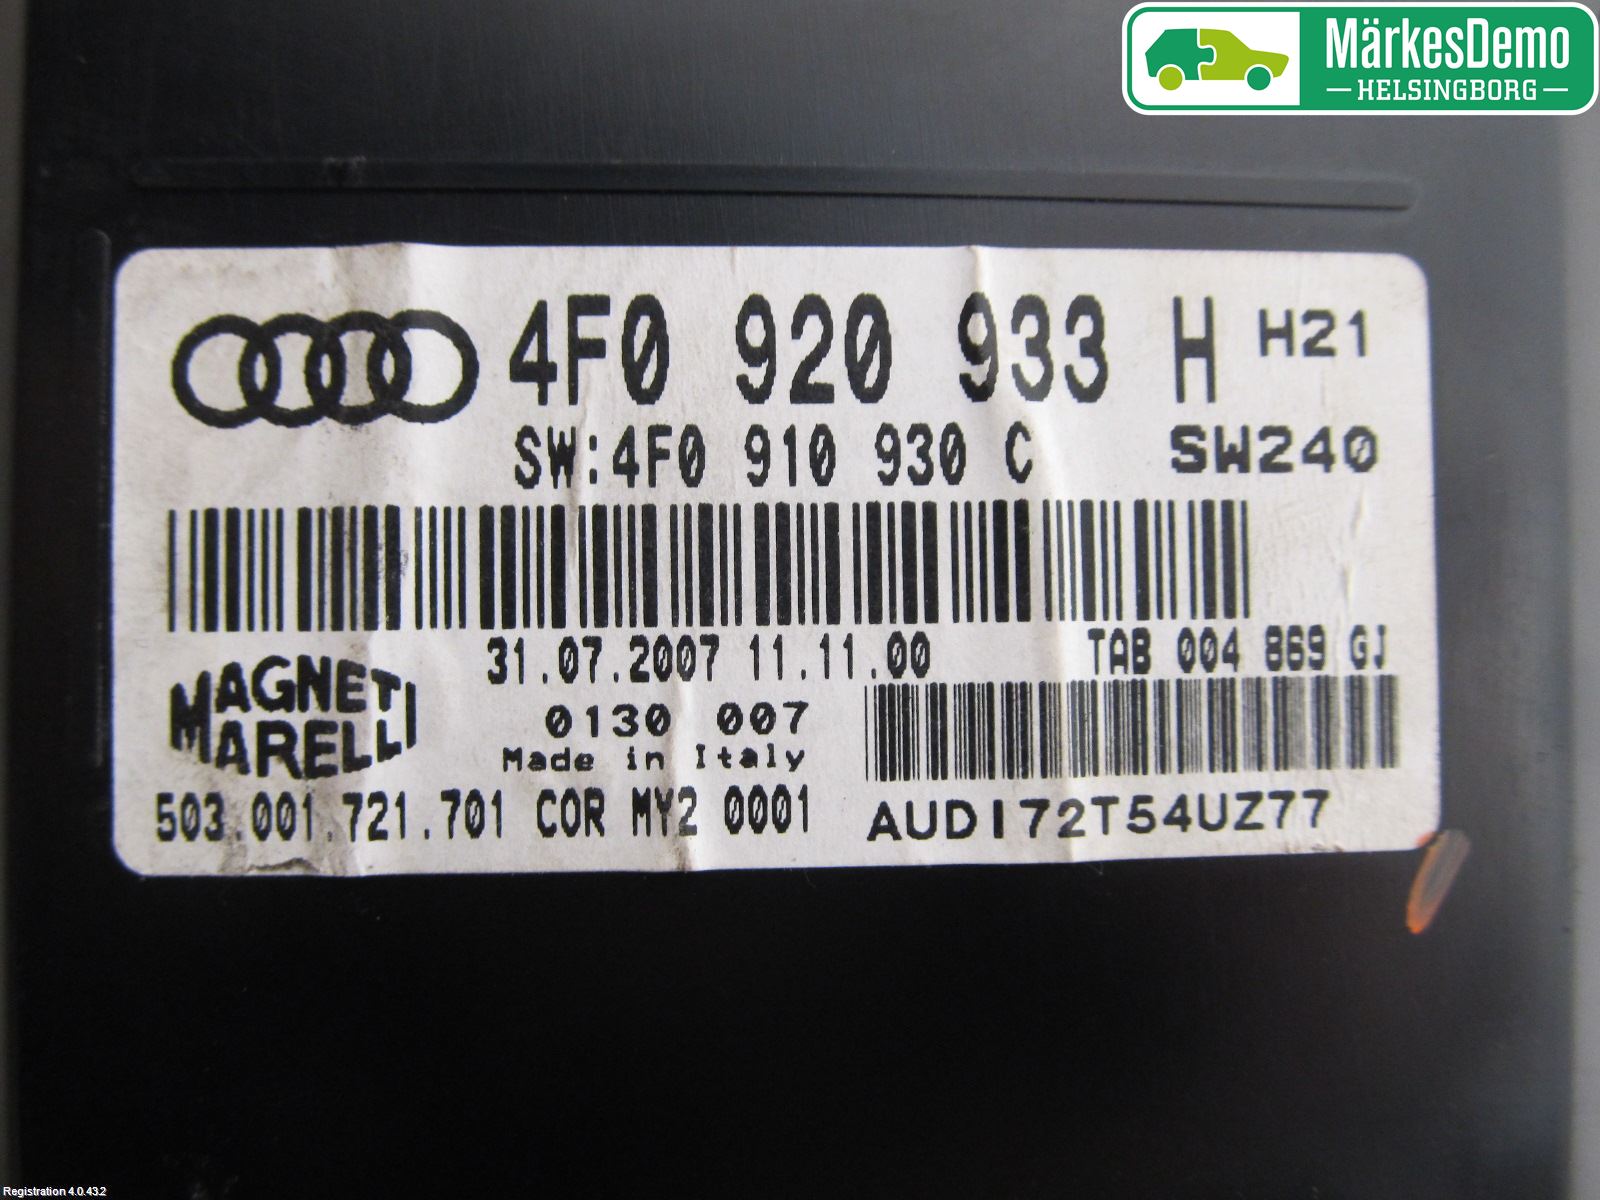 MärkesDemo
HELSINGBORG
4F0 920 933 H H21
SW:4F0 910 930 C SW240
31.07.2007 11.11.00 TAB 004 869 GJ
MAGNETI
MARELLI
0130 007
Made in Italy
503.001.721.701 COR MY2 0001 AUDI72T54UZ77
Registration 4.0.43.2